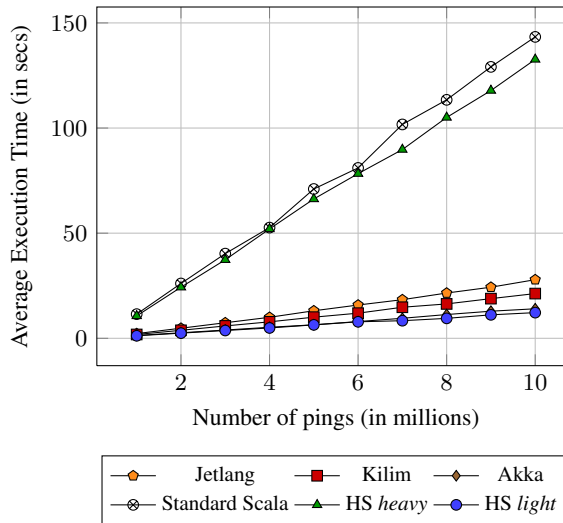 150
100
50
0
Average Execution Time (in secs)
2 4 6 8 10
Number of pings (in millions)
Jetlang Kilim Akka
Standard Scala HS heavy HS light